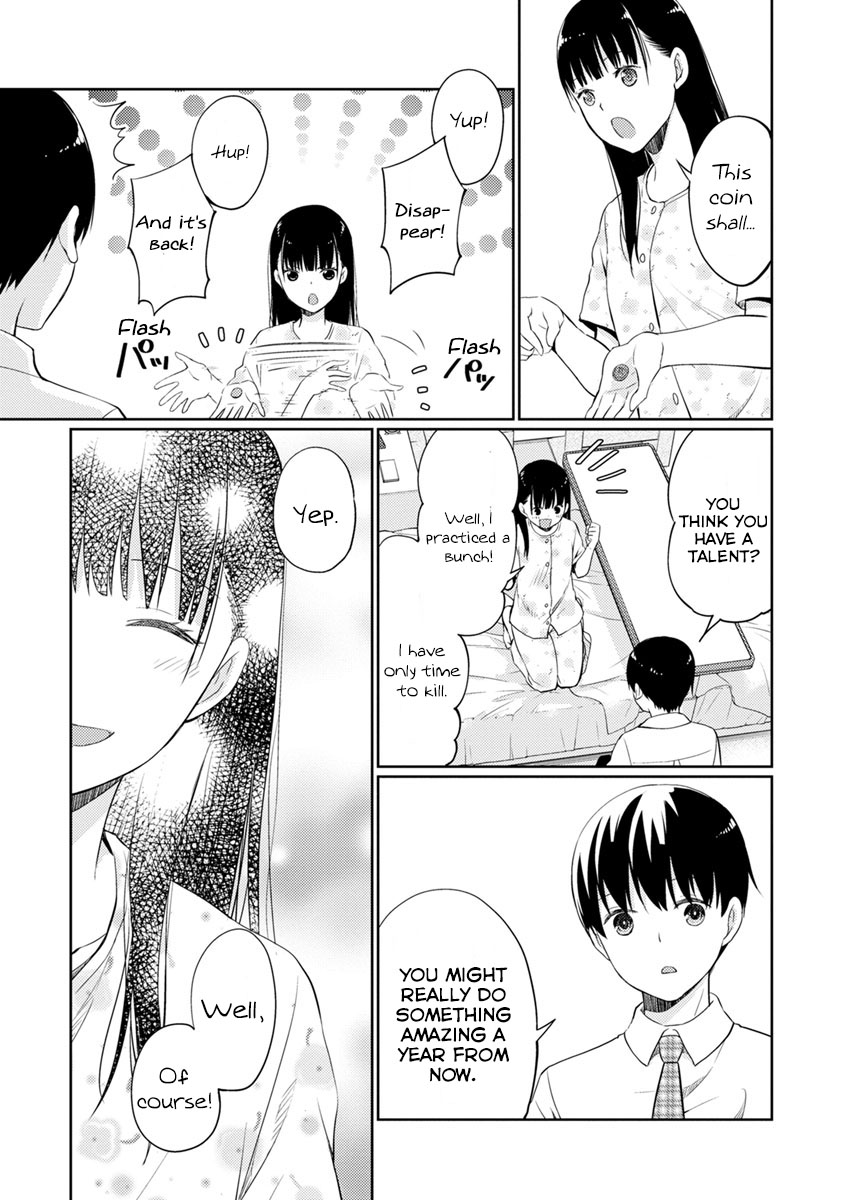 This
coin
shall...
Yup!
Disap-
pear!
Flash
パッ
Hup!
And it's
back!
Flash
パッ
YOU
THINK YOU
HAVE A
TALENT?
Well, I
practiced a
bunch!
I have
only time
to kill.
YOU MIGHT
REALLY DO
SOMETHING
AMAZING A
YEAR FROM
NOW.
Yep.
Well,
Of
course!